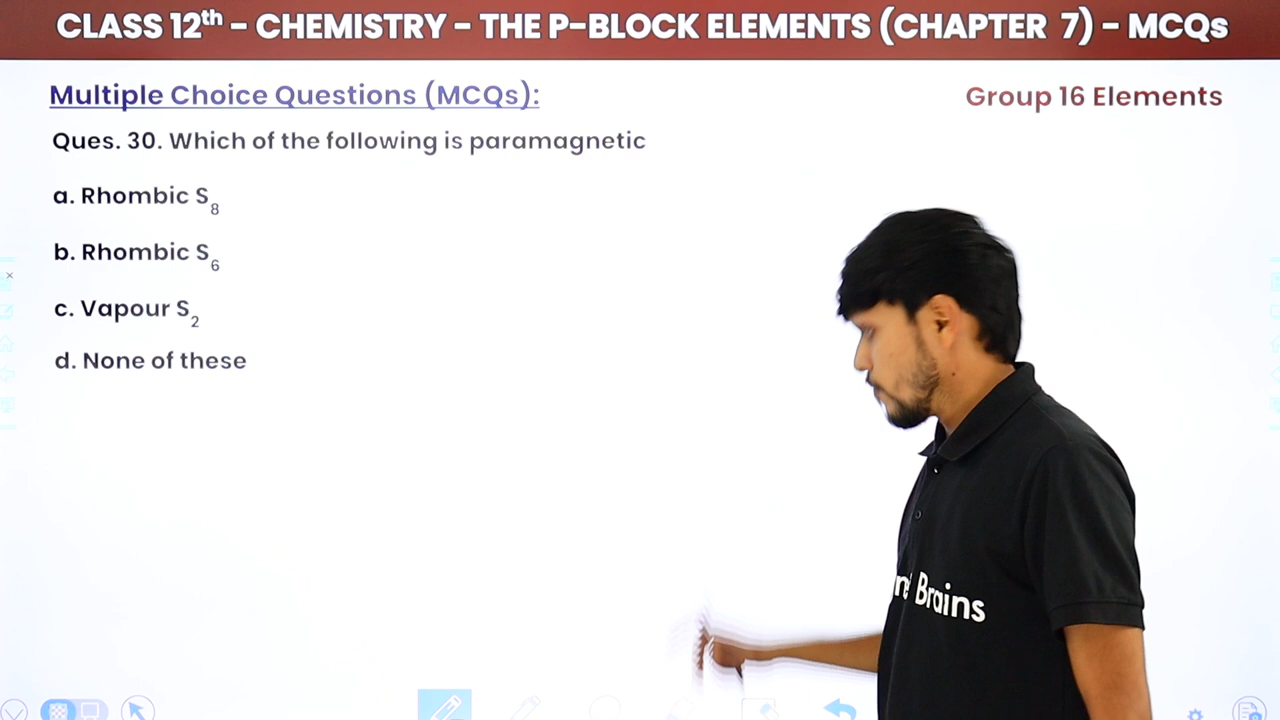 CLASS 12th - CHEMISTRY - THE P-BLOCK ELEMENTS (CHAPTER 7) - MCQs
Multiple Choice Questions (MCQs):
Group 16 Elements
Ques. 30. Which of the following is paramagnetic
a. Rhombic S8
b. Rhombic S6
c. Vapour S2
d. None of these
Brains